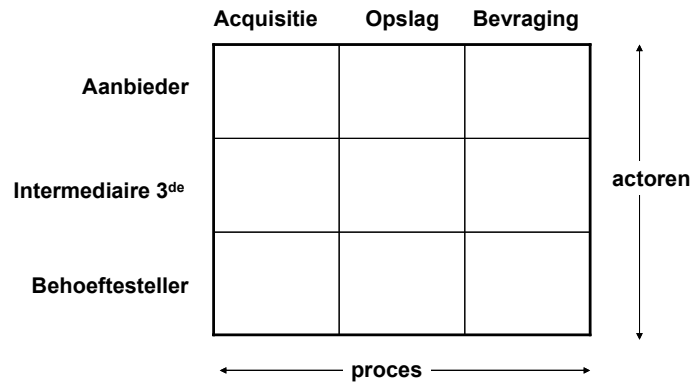 Acquisitie Opslag Bevraging
Aanbieder
Intermediaire 3de
actoren
Behoeftesteller
proces